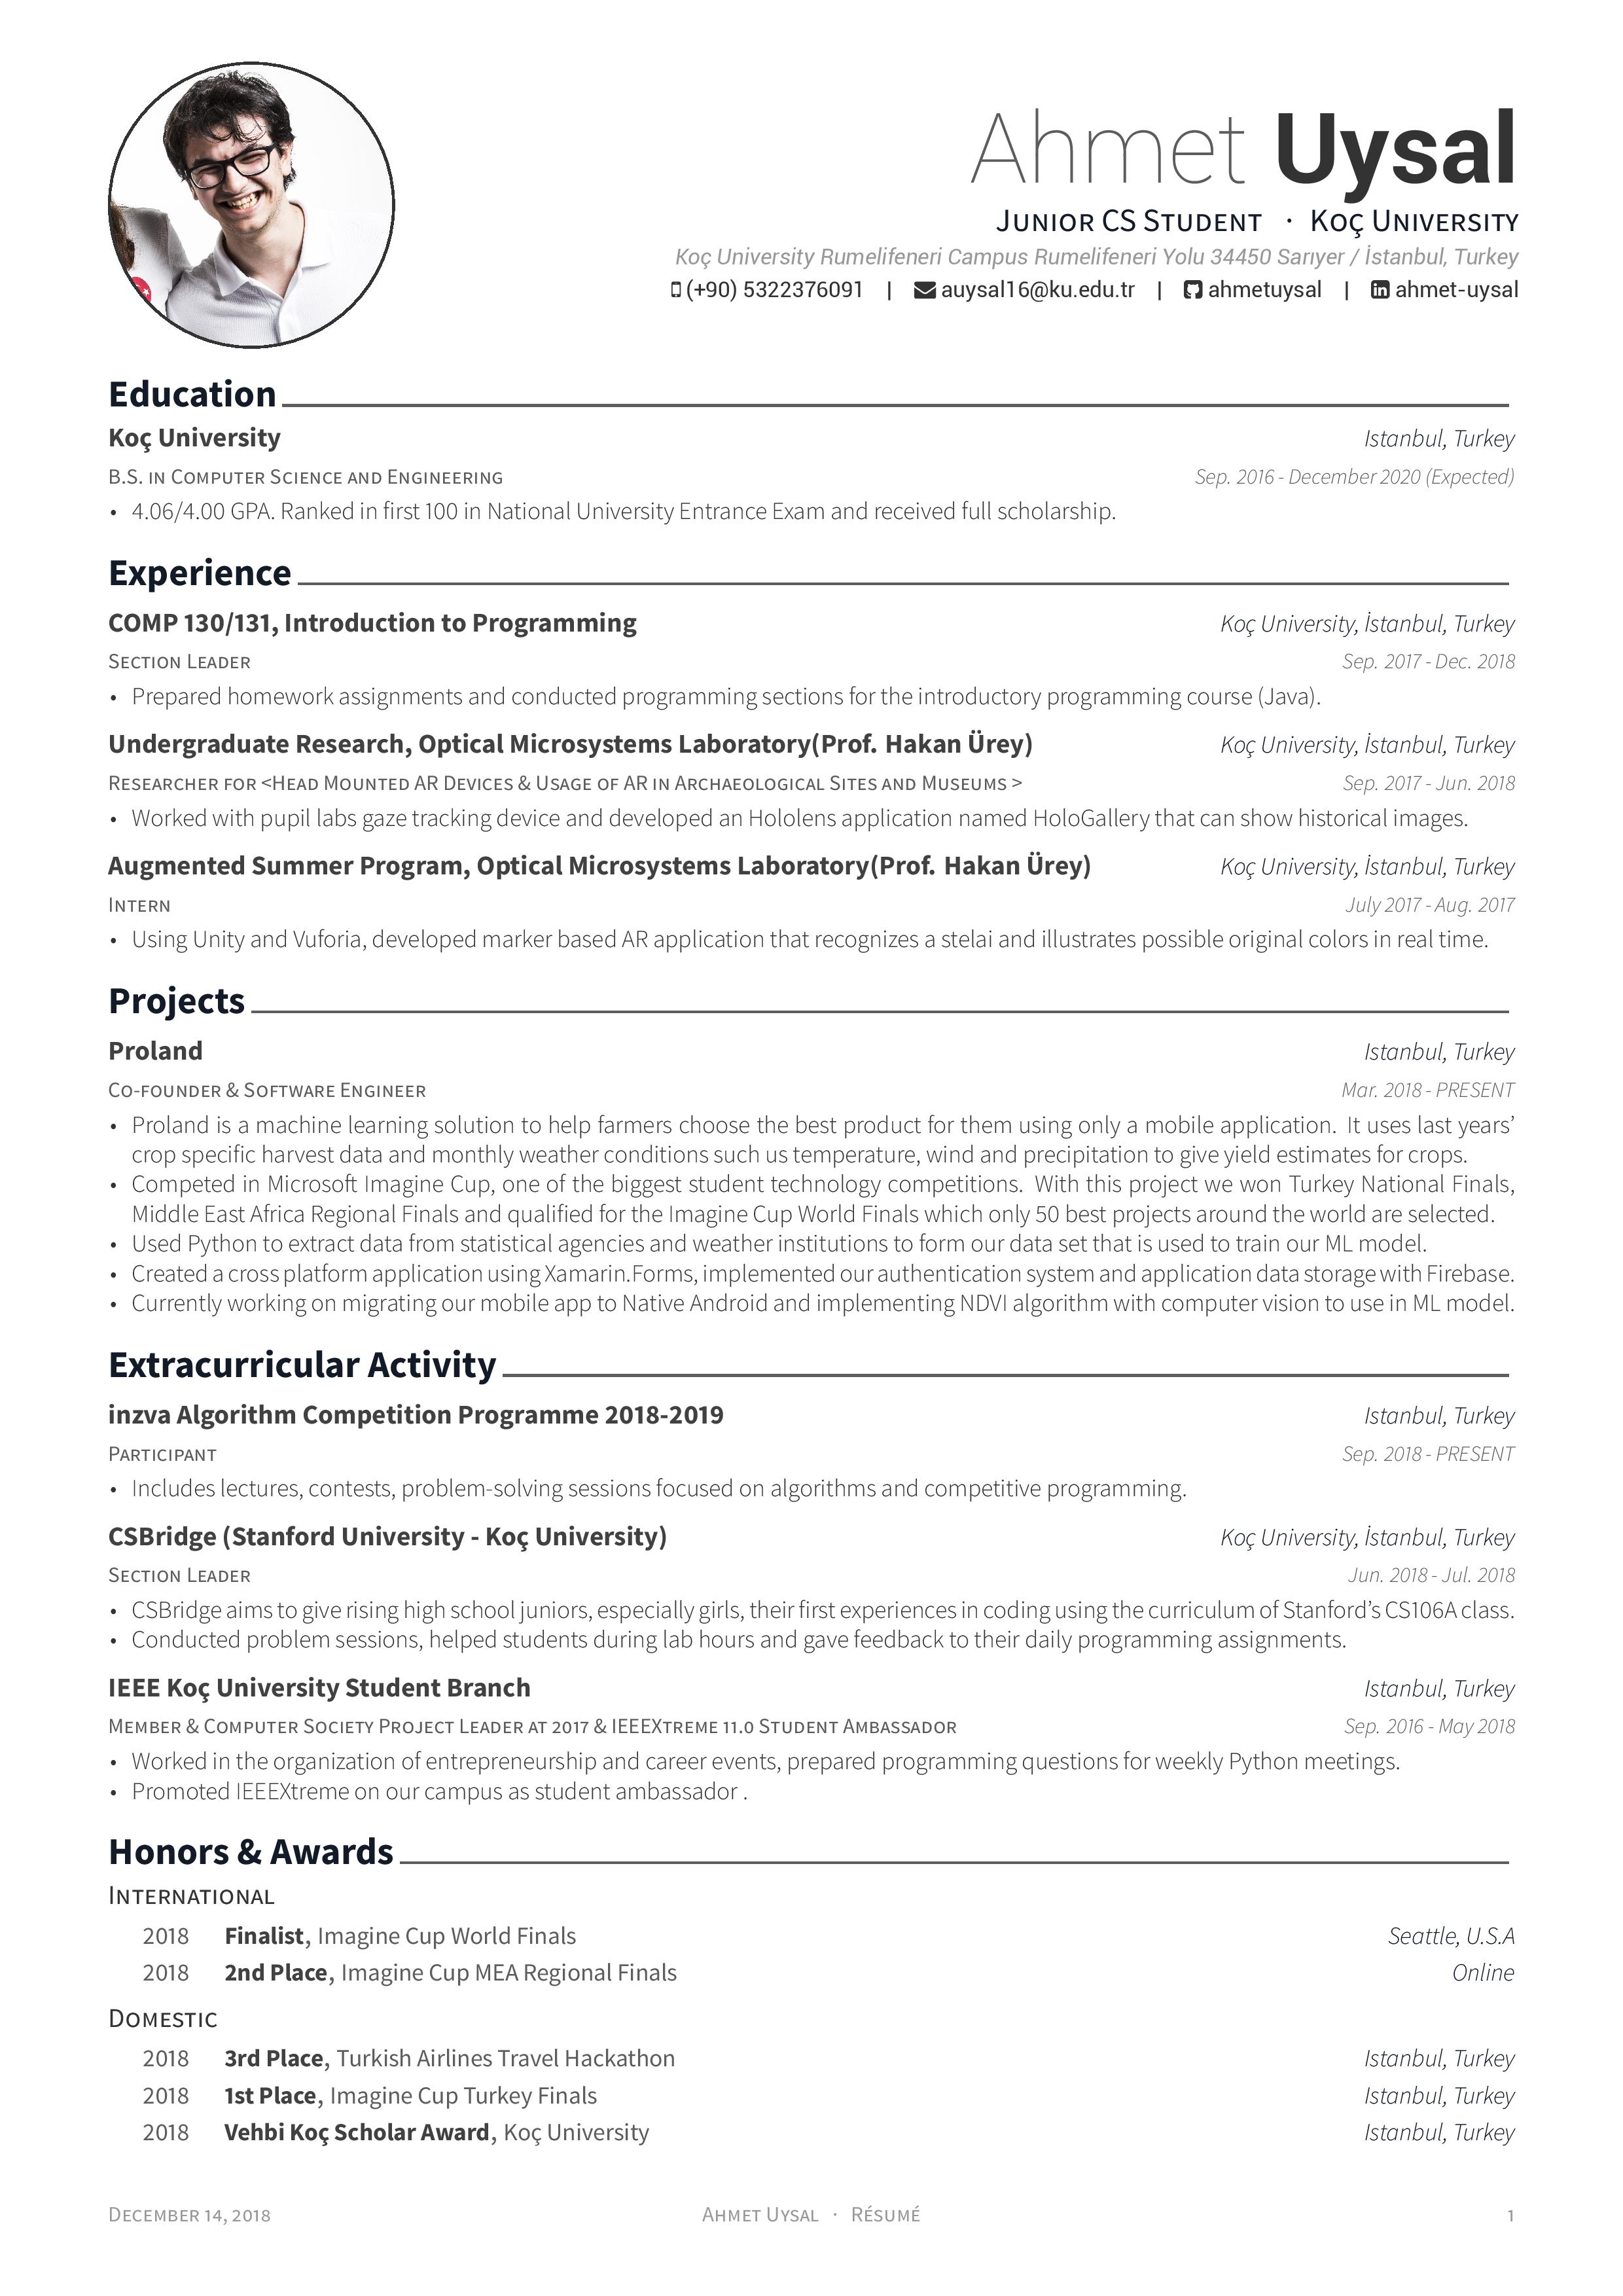 Ahmet Uysal
Junior CS Student · Koç University
Koç University Rumelifeneri Campus Rumelifeneri Yolu 34450 Sarıyer / İstanbul, Turkey
(+90) 5322376091 | auysal16@ku.edu.tr | ahmetuysal | ahmet-uysal
Education
Koç University Istanbul, Turkey
B.S. in Computer Science and Engineering Sep. 2016 - December 2020 (Expected)
• 4.06/4.00 GPA. Ranked in first 100 in National University Entrance Exam and received full scholarship.
Experience
COMP 130/131, Introduction to Programming Koç University, İstanbul, Turkey
Section Leader Sep. 2017 - Dec. 2018
• Prepared homework assignments and conducted programming sections for the introductory programming course (Java).
Undergraduate Research, Optical Microsystems Laboratory(Prof. Hakan Ürey) Koç University, İstanbul, Turkey
Researcher for <Head Mounted AR Devices & Usage of AR in Archaeological Sites and Museums > Sep. 2017 - Jun. 2018
• Worked with pupil labs gaze tracking device and developed an Hololens application named HoloGallery that can show historical images.
Augmented Summer Program, Optical Microsystems Laboratory(Prof. Hakan Ürey) Koç University, İstanbul, Turkey
Intern July 2017 - Aug. 2017
• Using Unity and Vuforia, developed marker based AR application that recognizes a stelai and illustrates possible original colors in real time.
Projects
Proland Istanbul, Turkey
Co-founder & Software Engineer Mar. 2018 - PRESENT
• Proland is a machine learning solution to help farmers choose the best product for them using only a mobile application. It uses last years’
crop specific harvest data and monthly weather conditions such us temperature, wind and precipitation to give yield estimates for crops.
• Competed in Microsoft Imagine Cup, one of the biggest student technology competitions. With this project we won Turkey National Finals,
Middle East Africa Regional Finals and qualified for the Imagine Cup World Finals which only 50 best projects around the world are selected.
• Used Python to extract data from statistical agencies and weather institutions to form our data set that is used to train our ML model.
• Created a cross platform application using Xamarin.Forms, implemented our authentication system and application data storage with Firebase.
• Currently working on migrating our mobile app to Native Android and implementing NDVI algorithm with computer vision to use in ML model.
Extracurricular Activity
inzva Algorithm Competition Programme 2018-2019 Istanbul, Turkey
Participant Sep. 2018 - PRESENT
• Includes lectures, contests, problem-solving sessions focused on algorithms and competitive programming.
CSBridge (Stanford University - Koç University) Koç University, İstanbul, Turkey
Section Leader Jun. 2018 - Jul. 2018
• CSBridge aims to give rising high school juniors, especially girls, their first experiences in coding using the curriculum of Stanford’s CS106A class.
• Conducted problem sessions, helped students during lab hours and gave feedback to their daily programming assignments.
IEEE Koç University Student Branch Istanbul, Turkey
Member & Computer Society Project Leader at 2017 & IEEEXtreme 11.0 Student Ambassador Sep. 2016 - May 2018
• Worked in the organization of entrepreneurship and career events, prepared programming questions for weekly Python meetings.
• Promoted IEEEXtreme on our campus as student ambassador .
Honors & Awards
International
2018 Finalist, Imagine Cup World Finals Seattle, U.S.A
2018 2nd Place, Imagine Cup MEA Regional Finals Online
Domestic
2018 3rd Place, Turkish Airlines Travel Hackathon Istanbul, Turkey
2018 1st Place, Imagine Cup Turkey Finals Istanbul, Turkey
2018 Vehbi Koç Scholar Award, Koç University Istanbul, Turkey
December 14, 2018 Ahmet Uysal · Résumé 1